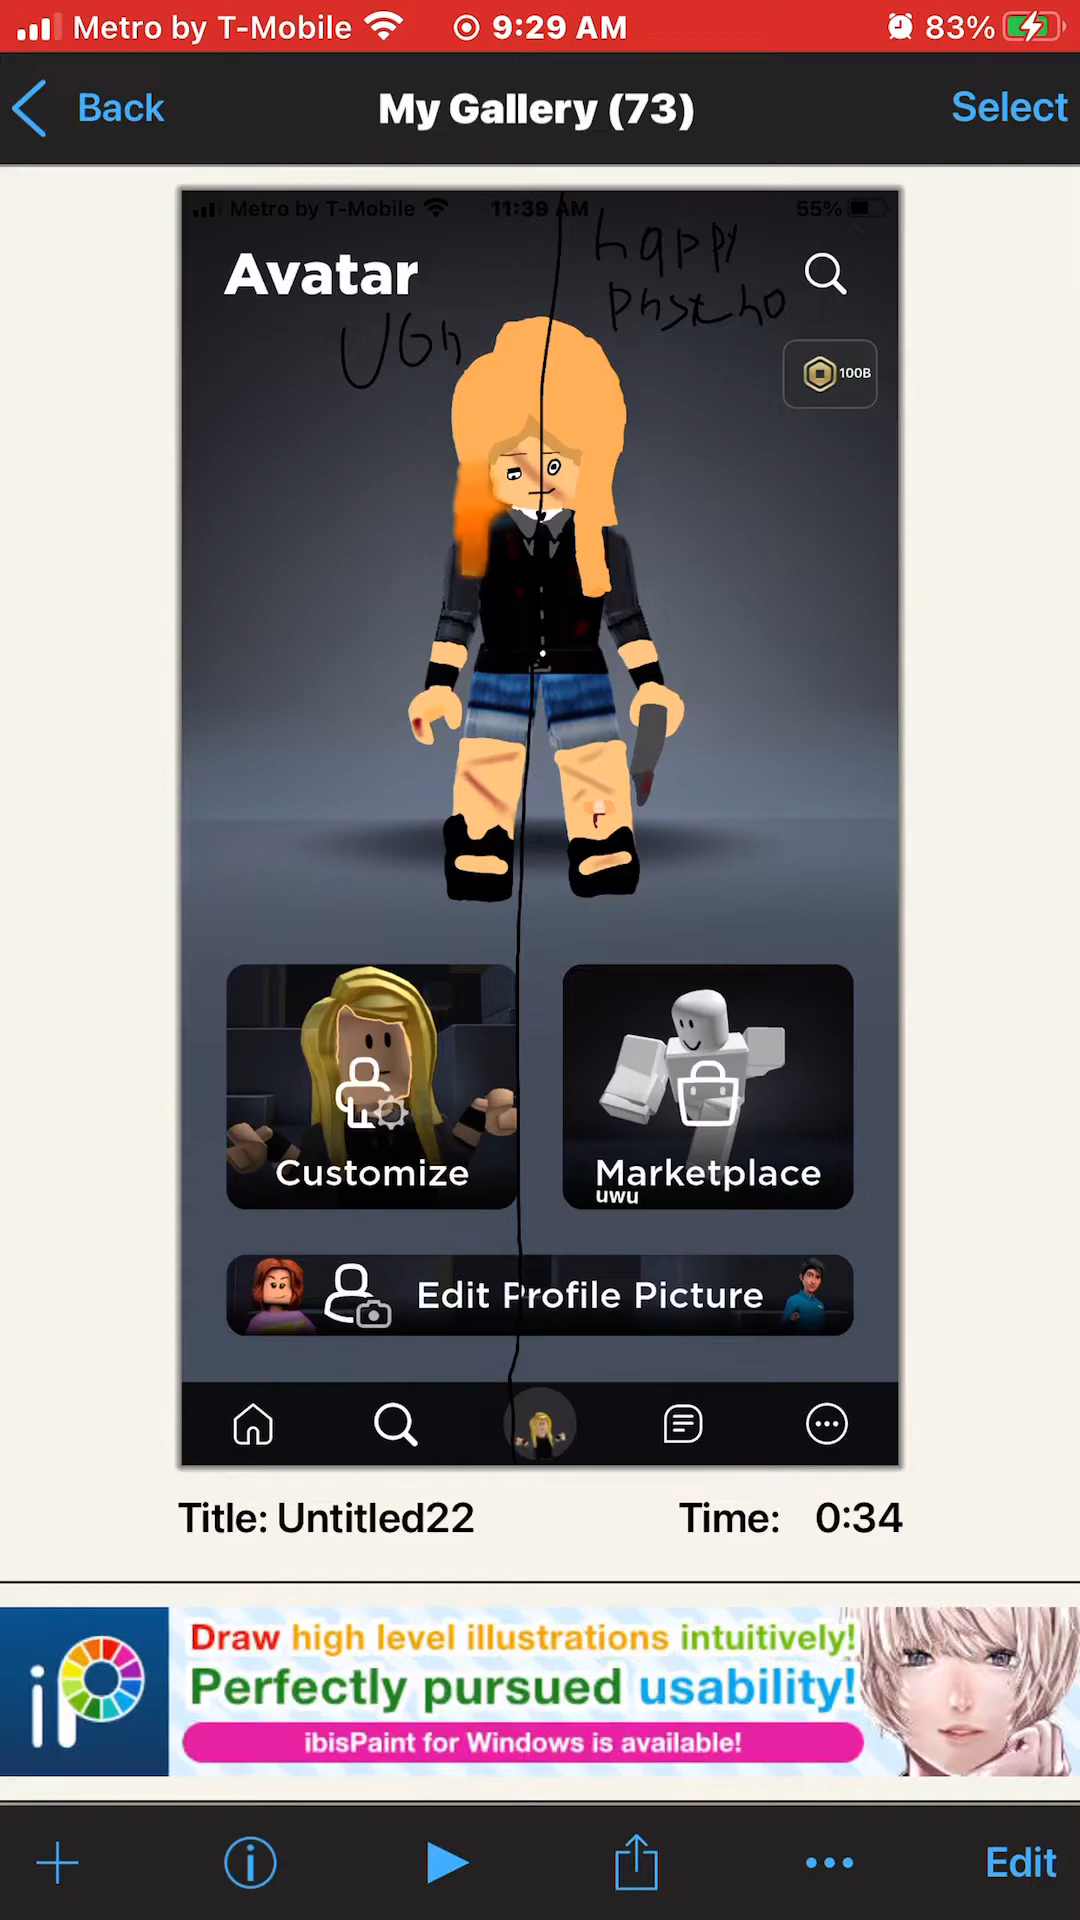 Metro by T-Mobile 9:29 AM 83%
Back My Gallery (73) Select
Metro by T-Mobile 11:39 AM 55%
happy
Avatar
phscho
UGh
100B
Customize
Marketplace
uwu
Edit Profile Picture
Title: Untitled22 Time: 0:34
iP
Draw high level illustrations intuitively!
Perfectly pursued usability!
ibisPaint for Windows is available!
Edit